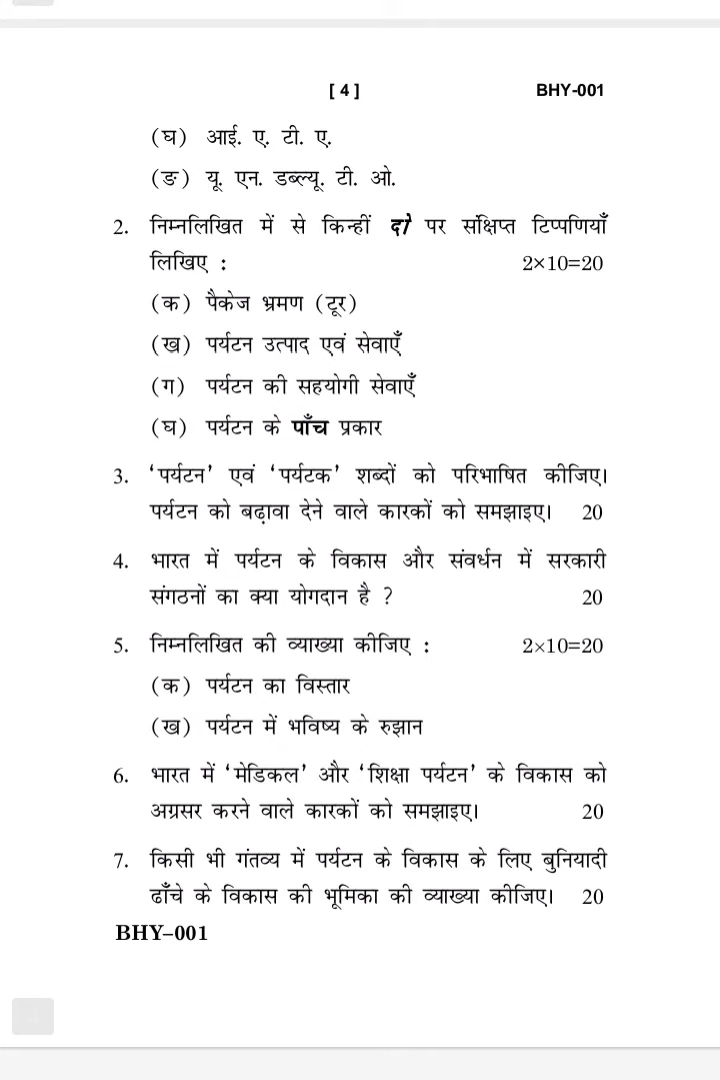 [ 4 ] BHY-001
(घ) आई. ए. टी. ए.
(ङ) यू. एन. डब्ल्यू. टी. ओ.
2. निम्नलिखित में से किन्हीं दो पर संक्षिप्त टिप्पणियाँ
लिखिए : 2×10=20
(क) पैकेज भ्रमण (टूर)
(ख) पर्यटन उत्पाद एवं सेवाएँ
(ग) पर्यटन की सहयोगी सेवाएँ
(घ) पर्यटन के पाँच प्रकार
3. ‘पर्यटन’ एवं ‘पर्यटक’ शब्दों को परिभाषित कीजिए।
पर्यटन को बढ़ावा देने वाले कारकों को समझाइए। 20
4. भारत में पर्यटन के विकास और संवर्धन में सरकारी
संगठनों का क्या योगदान है ? 20
5. निम्नलिखित की व्याख्या कीजिए : 2×10=20
(क) पर्यटन का विस्तार
(ख) पर्यटन में भविष्य के रुझान
6. भारत में ‘मेडिकल’ और ‘शिक्षा पर्यटन’ के विकास को
अग्रसर करने वाले कारकों को समझाइए। 20
7. किसी भी गंतव्य में पर्यटन के विकास के लिए बुनियादी
ढाँचे के विकास की भूमिका की व्याख्या कीजिए। 20
BHY–001
4